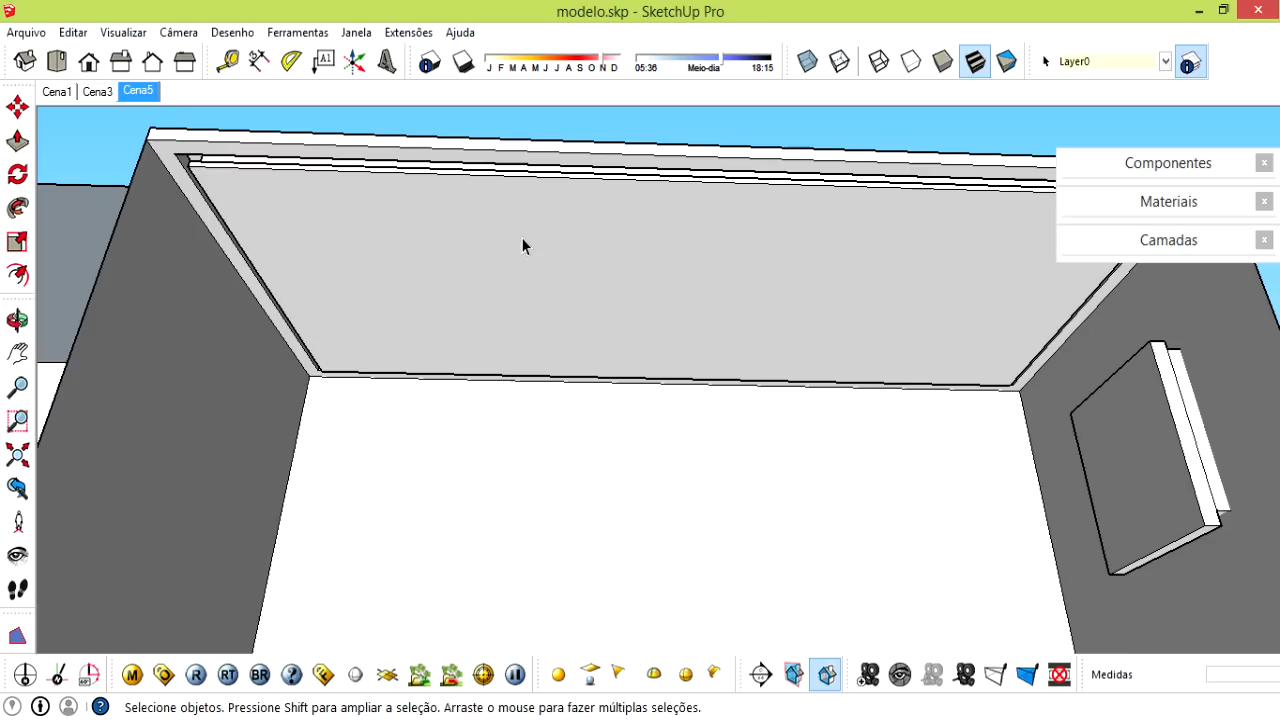 modelo.skp - SketchUp Pro
Arquivo Editar Visualizar Câmera Desenho Ferramentas Janela Extensões Ajuda
A1
J F M A M J J A S O N D
05:36 Meio-dia 18:15
Layer0
Cena1 Cena3 Cena5
Componentes
Materiais
Camadas
M R RT BR ?
Medidas
Selecione objetos. Pressione Shift para ampliar a seleção. Arraste o mouse para fazer múltiplas seleções.